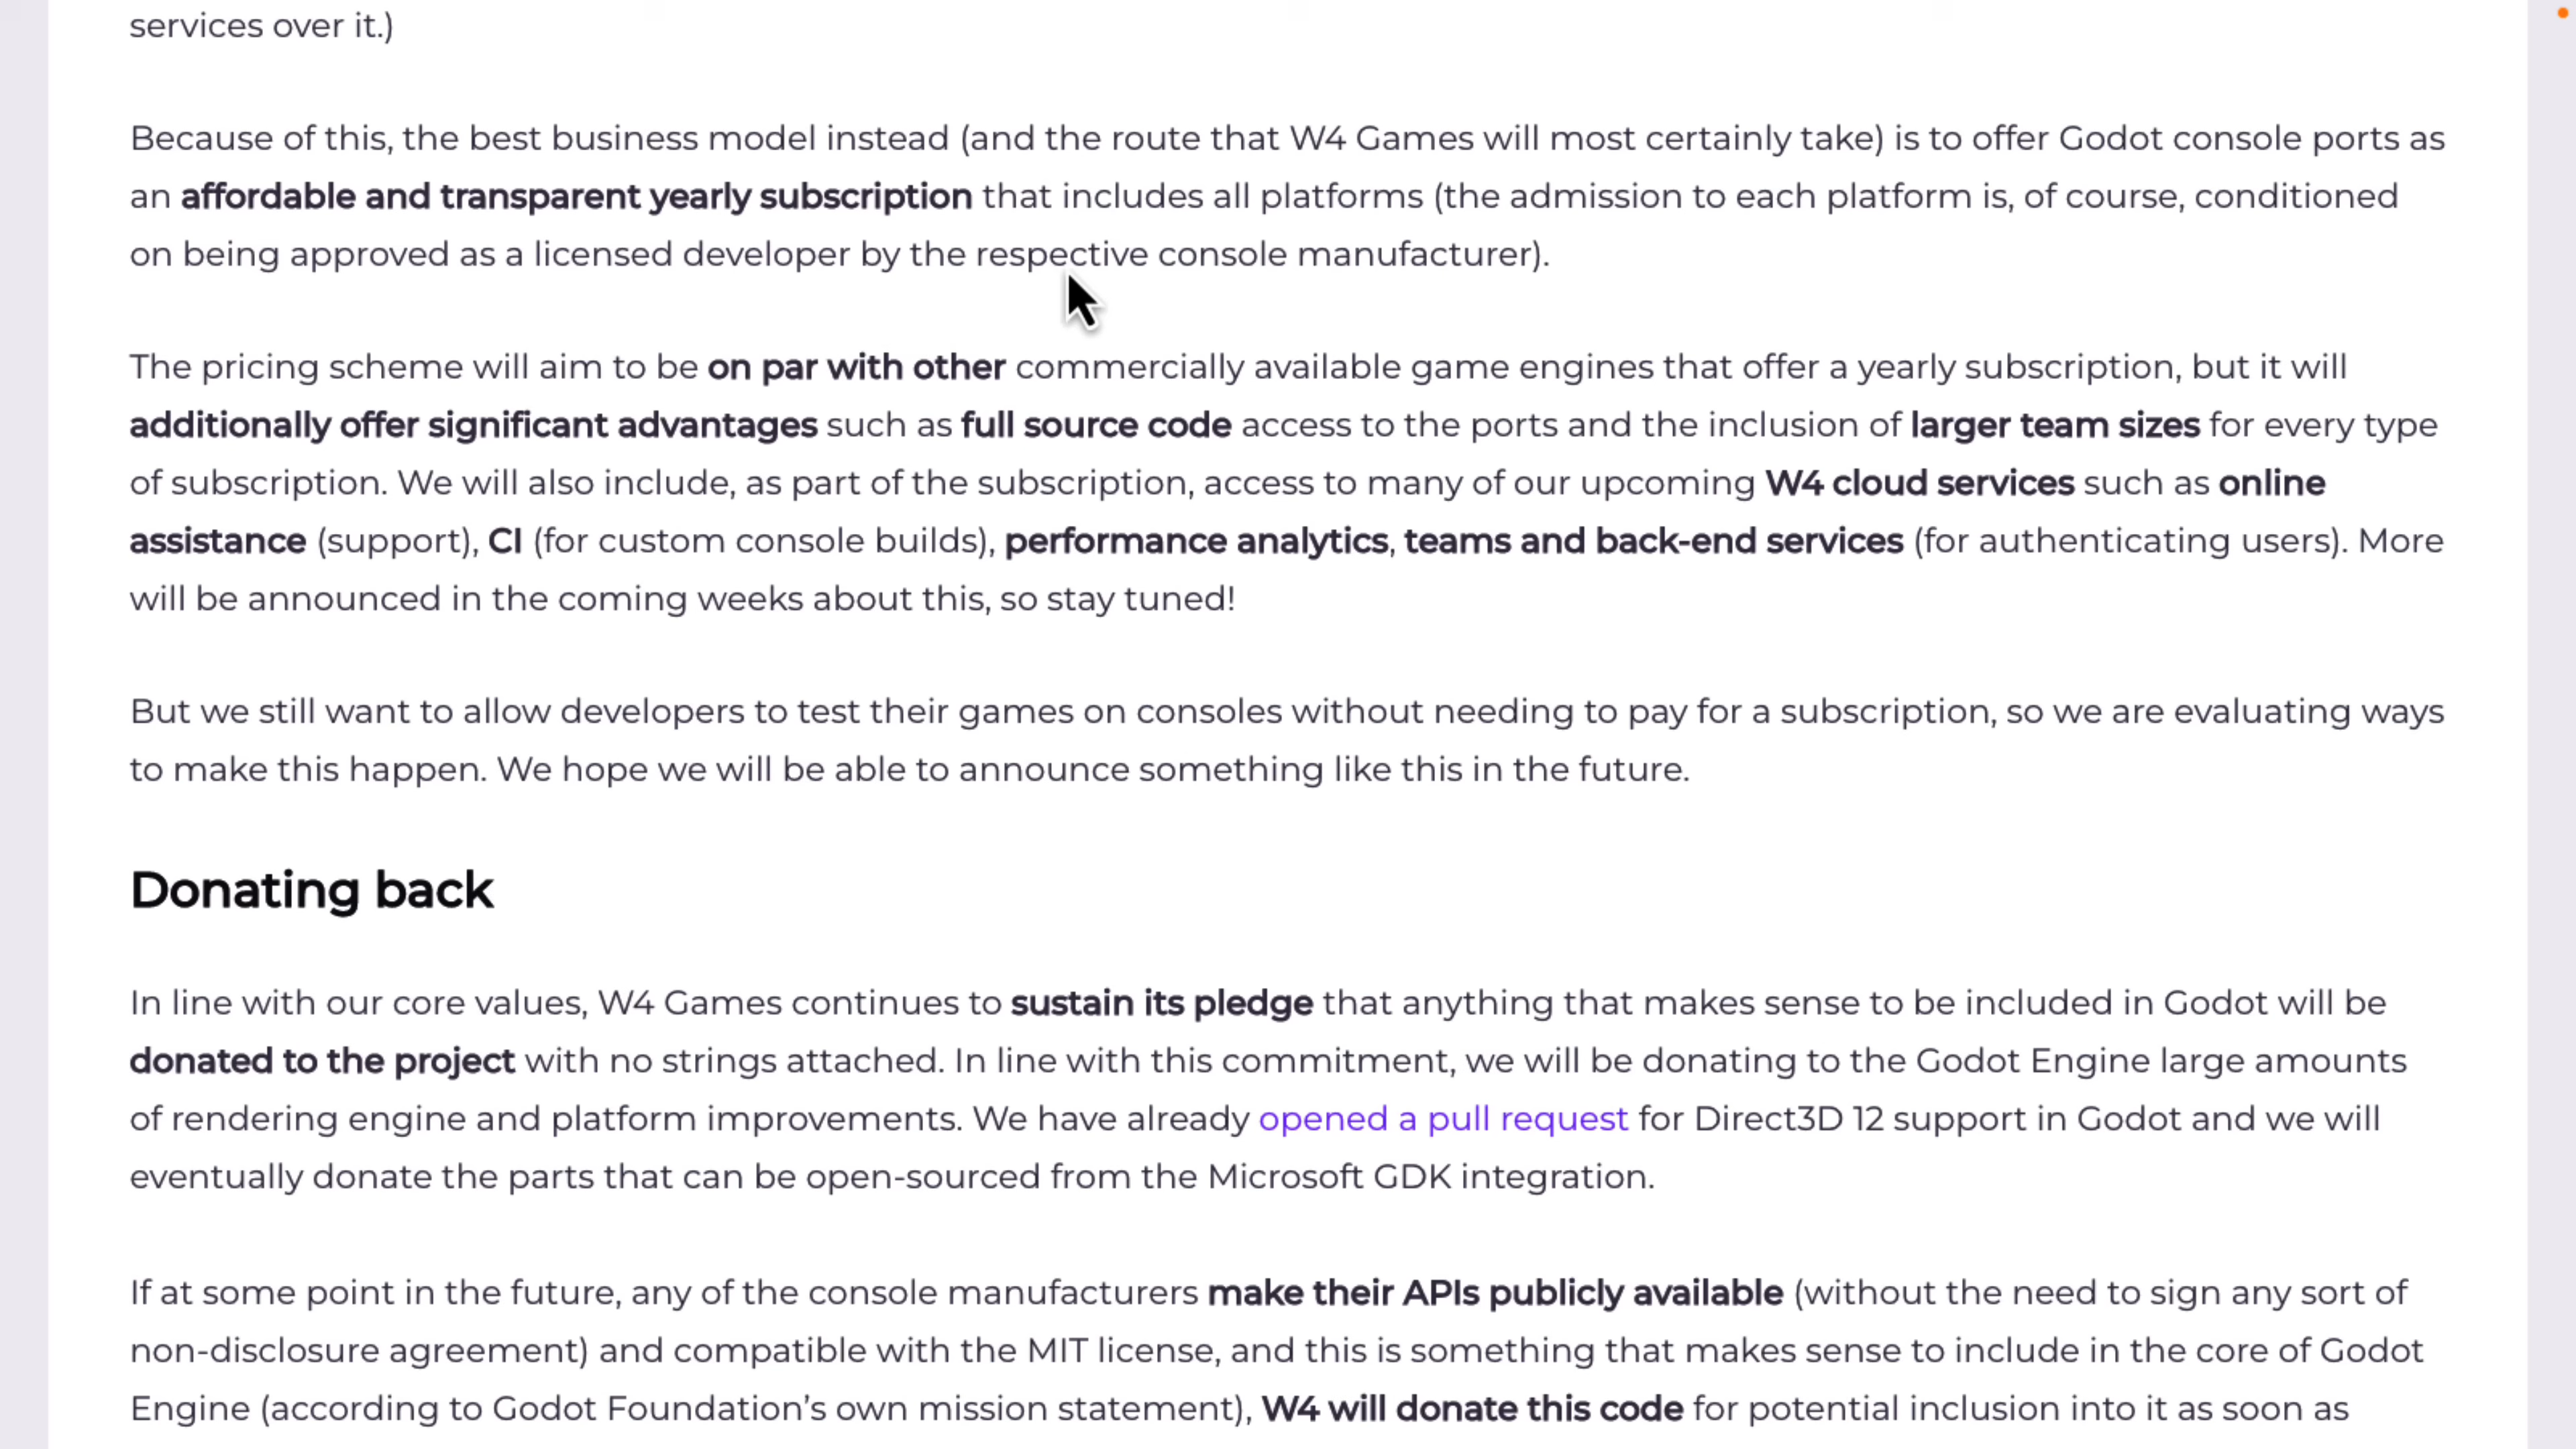 services over it.)
Because of this, the best business model instead (and the route that W4 Games will most certainly take) is to offer Godot console ports as
an affordable and transparent yearly subscription that includes all platforms (the admission to each platform is, of course, conditioned
on being approved as a licensed developer by the respective console manufacturer).
The pricing scheme will aim to be on par with other commercially available game engines that offer a yearly subscription, but it will
additionally offer significant advantages such as full source code access to the ports and the inclusion of larger team sizes for every type
of subscription. We will also include, as part of the subscription, access to many of our upcoming W4 cloud services such as online
assistance (support), CI (for custom console builds), performance analytics, teams and back-end services (for authenticating users). More
will be announced in the coming weeks about this, so stay tuned!
But we still want to allow developers to test their games on consoles without needing to pay for a subscription, so we are evaluating ways
to make this happen. We hope we will be able to announce something like this in the future.
Donating back
In line with our core values, W4 Games continues to sustain its pledge that anything that makes sense to be included in Godot will be
donated to the project with no strings attached. In line with this commitment, we will be donating to the Godot Engine large amounts
of rendering engine and platform improvements. We have already opened a pull request for Direct3D 12 support in Godot and we will
eventually donate the parts that can be open-sourced from the Microsoft GDK integration.
If at some point in the future, any of the console manufacturers make their APIs publicly available (without the need to sign any sort of
non-disclosure agreement) and compatible with the MIT license, and this is something that makes sense to include in the core of Godot
Engine (according to Godot Foundation’s own mission statement), W4 will donate this code for potential inclusion into it as soon as